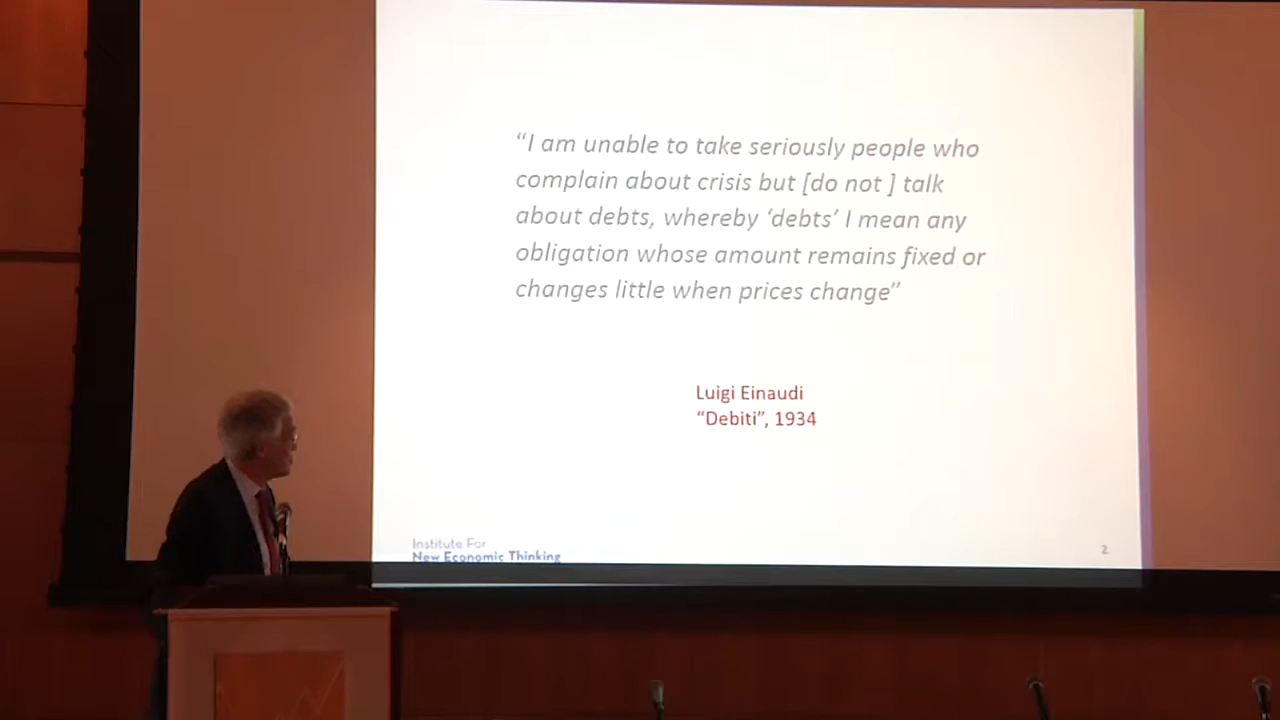 “I am unable to take seriously people who
complain about crisis but [do not ] talk
about debts, whereby ‘debts’ I mean any
obligation whose amount remains fixed or
changes little when prices change”
Luigi Einaudi
“Debiti”, 1934
Institute For
New Economic Thinking
2